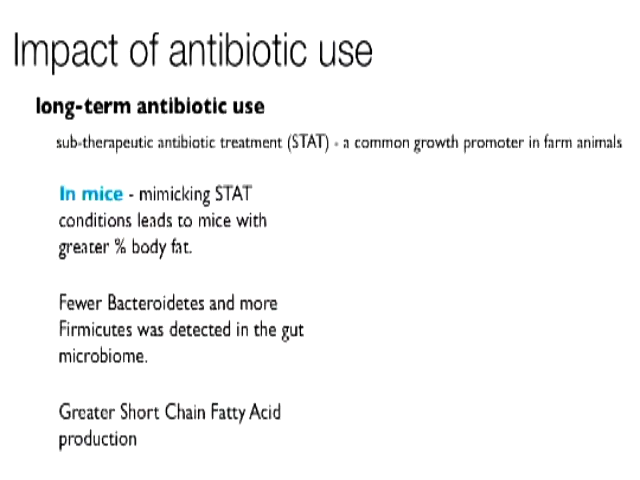 Impact of antibiotic use
long-term antibiotic use
sub-therapeutic antibiotic treatment (STAT) - a common growth promoter in farm animals
In mice - mimicking STAT
conditions leads to mice with
greater % body fat.
Fewer Bacteroidetes and more
Firmicutes was detected in the gut
microbiome.
Greater Short Chain Fatty Acid
production